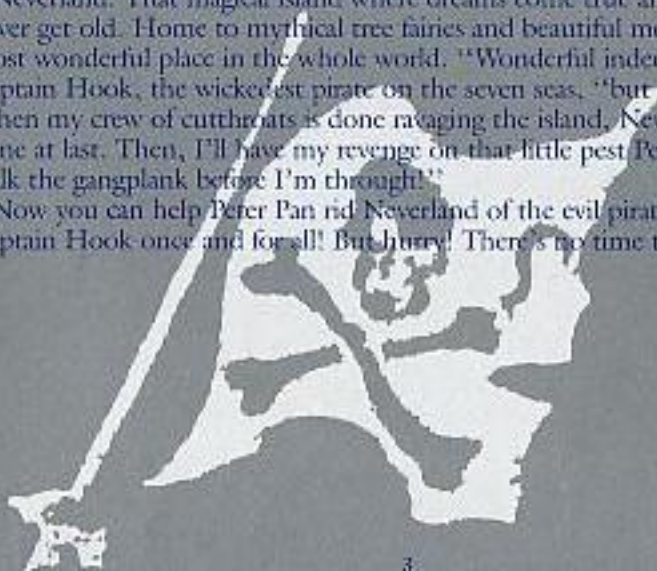 Neverland. That magical island where dreams come true an
ver get old. Home to mythical tree fairies and beautiful me
ost wonderful place in the whole world. “Wonderful indee
ptain Hook, the wickedest pirate on the seven seas, “but
hen my crew of cutthroats is done ravaging the island, Nev
ne at last. Then, I’ll have my revenge on that little pest Pe
lk the gangplank before I’m through!”
Now you can help Peter Pan rid Neverland of the evil pirat
ptain Hook once and for all! But hurry! There’s no time t
3